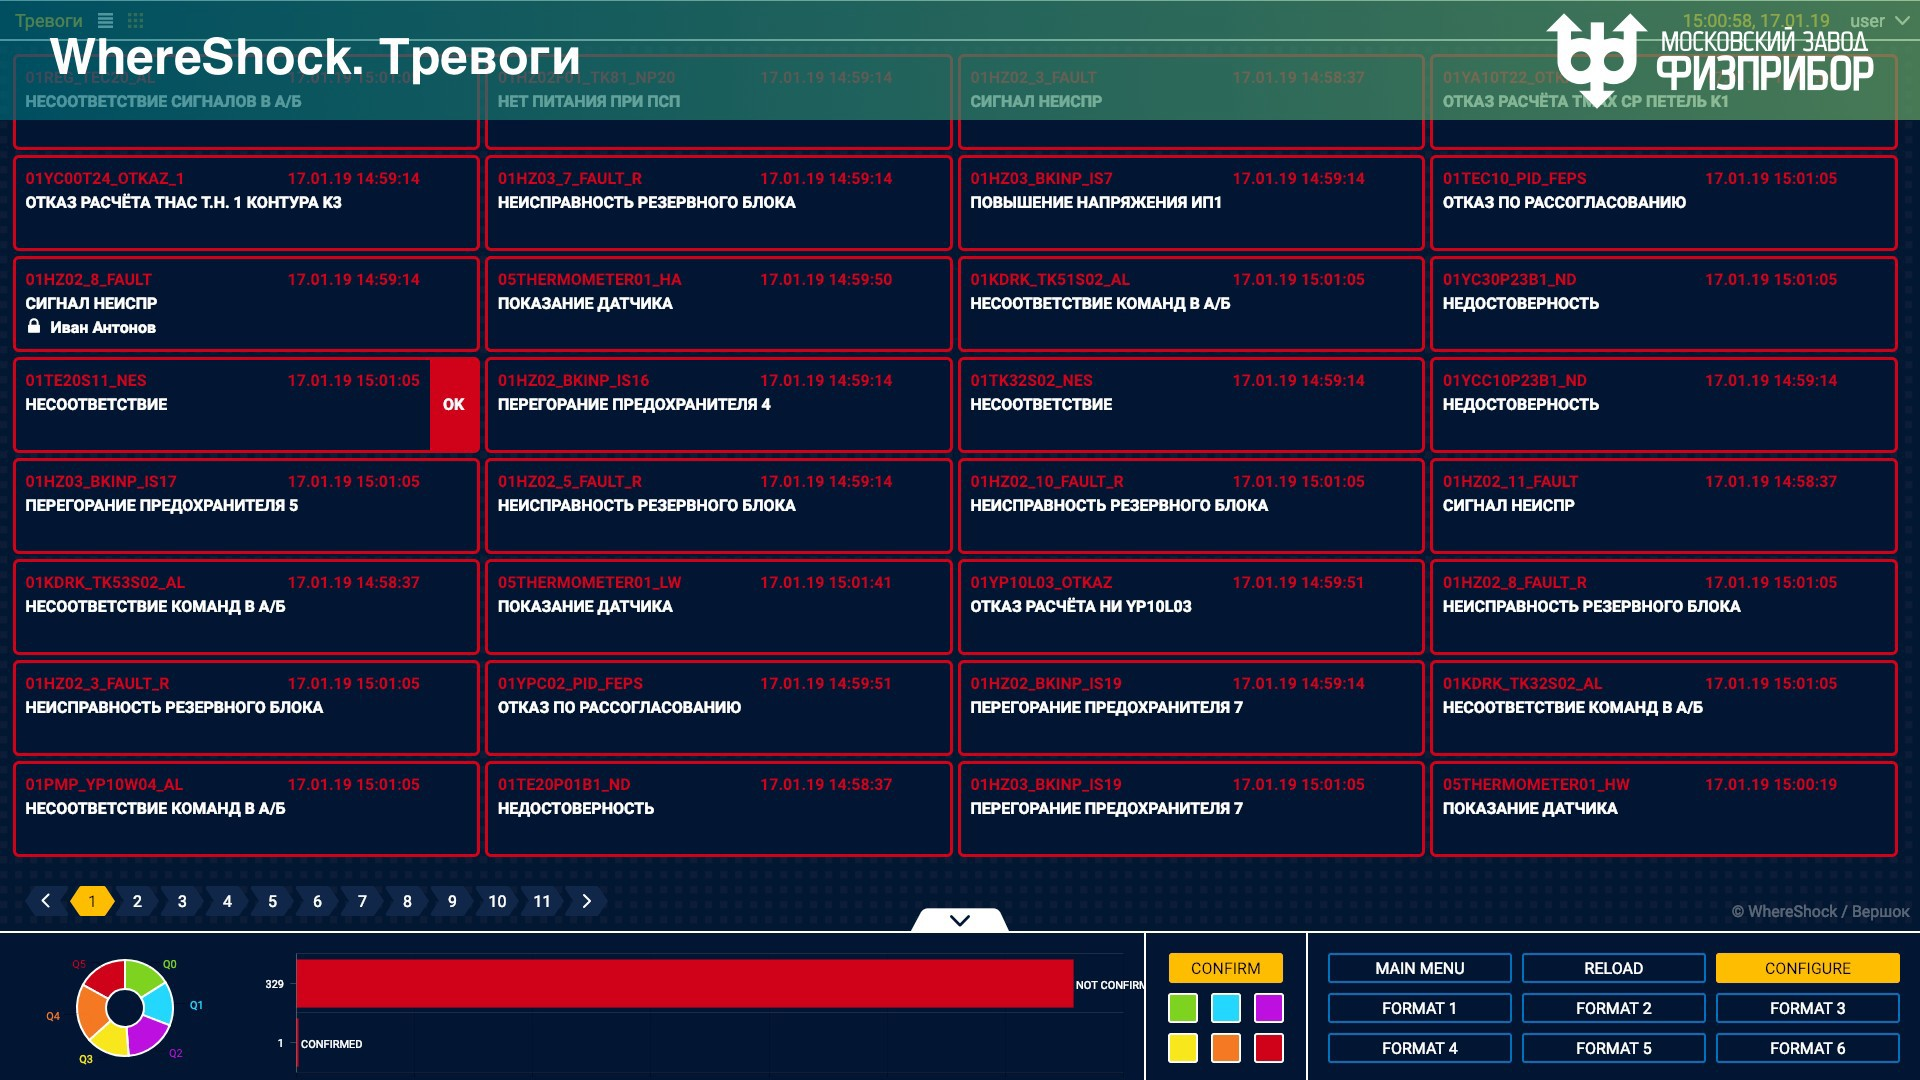 Тревоги
15:00:58, 17.01.19 user
WhereShock. Тревоги
МОСКОВСКИЙ ЗАВОД
ФИЗПРИБОР
01REG_TEC20_AL 17.01.19 15:01:05
НЕСООТВЕТСТВИЕ СИГНАЛОВ В А/Б
01HZ02P01_TK81_NP20 17.01.19 14:59:14
НЕТ ПИТАНИЯ ПРИ ПСП
01HZ02_3_FAULT 17.01.19 14:58:37
СИГНАЛ НЕИСПР
ОТКАЗ РАСЧЁТА TMAX СР ПЕТЕЛЬ К1
01YC00T24_OTKAZ_1 17.01.19 14:59:14
ОТКАЗ РАСЧЁТА ТНАС Т.Н. 1 КОНТУРА К3
01HZ03_7_FAULT_R 17.01.19 14:59:14
НЕИСПРАВНОСТЬ РЕЗЕРВНОГО БЛОКА
01HZ03_BKINP_IS7 17.01.19 14:59:14
ПОВЫШЕНИЕ НАПРЯЖЕНИЯ ИП1
01TEC10_PID_FEPS 17.01.19 15:01:05
ОТКАЗ ПО РАССОГЛАСОВАНИЮ
01HZ02_8_FAULT 17.01.19 14:59:14
СИГНАЛ НЕИСПР
Иван Антонов
05THERMOMETER01_HA 17.01.19 14:59:50
ПОКАЗАНИЕ ДАТЧИКА
01KDRK_TK51S02_AL 17.01.19 15:01:05
НЕСООТВЕТСТВИЕ КОМАНД В А/Б
01YC30P23B1_ND 17.01.19 15:01:05
НЕДОСТОВЕРНОСТЬ
01TE20S11_NES 17.01.19 15:01:05
НЕСООТВЕТСТВИЕ
OK
01HZ02_BKINP_IS16 17.01.19 14:59:14
ПЕРЕГОРАНИЕ ПРЕДОХРАНИТЕЛЯ 4
01TK32S02_NES 17.01.19 14:59:14
НЕСООТВЕТСТВИЕ
01YCC10P23B1_ND 17.01.19 14:59:14
НЕДОСТОВЕРНОСТЬ
01HZ03_BKINP_IS17 17.01.19 15:01:05
ПЕРЕГОРАНИЕ ПРЕДОХРАНИТЕЛЯ 5
01HZ02_5_FAULT_R 17.01.19 14:59:14
НЕИСПРАВНОСТЬ РЕЗЕРВНОГО БЛОКА
01HZ02_10_FAULT_R 17.01.19 15:01:05
НЕИСПРАВНОСТЬ РЕЗЕРВНОГО БЛОКА
01HZ02_11_FAULT 17.01.19 14:58:37
СИГНАЛ НЕИСПР
01KDRK_TK53S02_AL 17.01.19 14:58:37
НЕСООТВЕТСТВИЕ КОМАНД В А/Б
05THERMOMETER01_LW 17.01.19 15:01:41
ПОКАЗАНИЕ ДАТЧИКА
01YP10L03_OTKAZ 17.01.19 14:59:51
ОТКАЗ РАСЧЁТА НИ YP10L03
01HZ02_8_FAULT_R 17.01.19 15:01:05
НЕИСПРАВНОСТЬ РЕЗЕРВНОГО БЛОКА
01HZ02_3_FAULT_R 17.01.19 15:01:05
НЕИСПРАВНОСТЬ РЕЗЕРВНОГО БЛОКА
01YPC02_PID_FEPS 17.01.19 14:59:51
ОТКАЗ ПО РАССОГЛАСОВАНИЮ
01HZ02_BKINP_IS19 17.01.19 14:59:14
ПЕРЕГОРАНИЕ ПРЕДОХРАНИТЕЛЯ 7
01KDRK_TK32S02_AL 17.01.19 15:01:05
НЕСООТВЕТСТВИЕ КОМАНД В А/Б
01PMP_YP10W04_AL 17.01.19 15:01:05
НЕСООТВЕТСТВИЕ КОМАНД В А/Б
01TE20P01B1_ND 17.01.19 14:58:37
НЕДОСТОВЕРНОСТЬ
01HZ03_BKINP_IS19 17.01.19 15:01:05
ПЕРЕГОРАНИЕ ПРЕДОХРАНИТЕЛЯ 7
05THERMOMETER01_HW 17.01.19 15:00:19
ПОКАЗАНИЕ ДАТЧИКА
1 2 3 4 5 6 7 8 9 10 11
© WhereShock / Вершок
Q5 Q0
Q4 Q1
Q3 Q2
329 NOT CONFIRM
1 CONFIRMED
CONFIRM
MAIN MENU RELOAD CONFIGURE
FORMAT 1 FORMAT 2 FORMAT 3
FORMAT 4 FORMAT 5 FORMAT 6